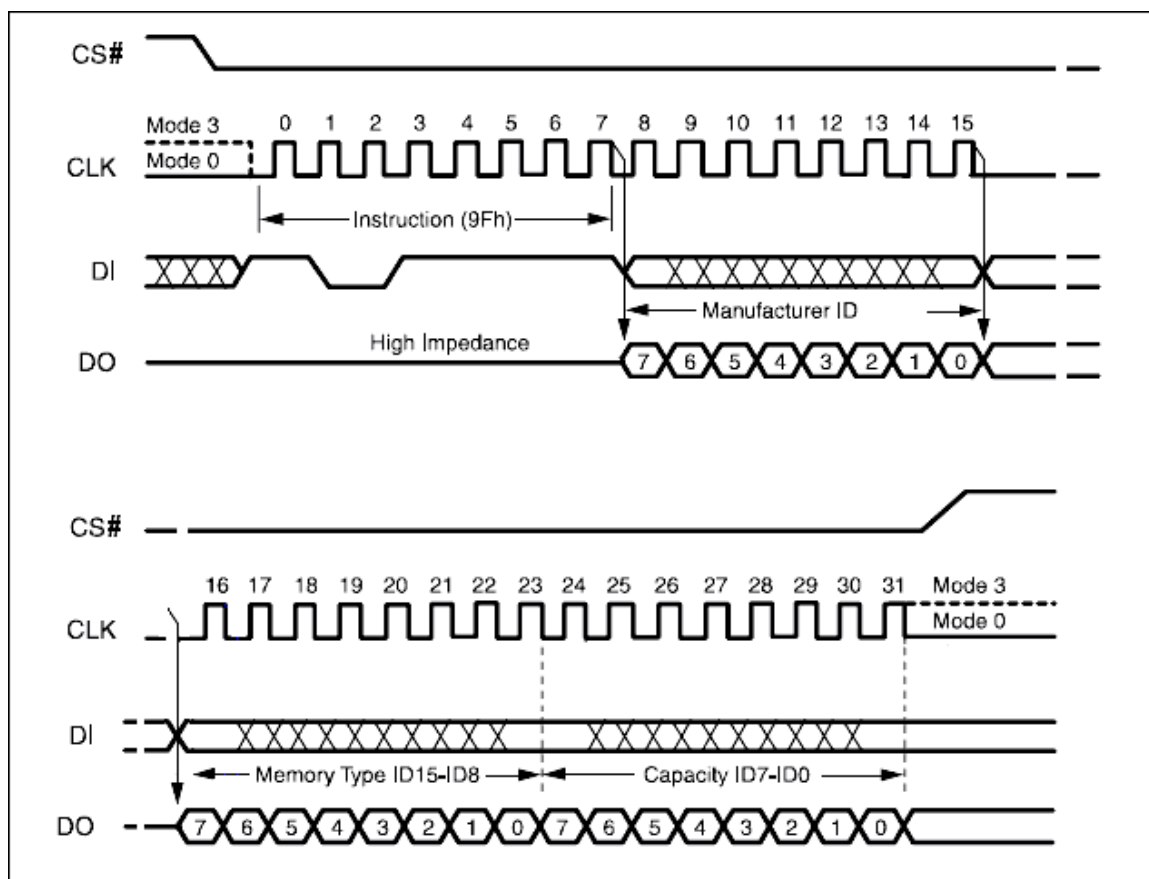 CS#
Mode 3
0 1 2 3 4 5 6 7 8 9 10 11 12 13 14 15
Mode 0
CLK
Instruction (9Fh)
DI
Manufacturer ID
High Impedance
DO
7 6 5 4 3 2 1 0
CS#
16 17 18 19 20 21 22 23 24 25 26 27 28 29 30 31
Mode 3
CLK
Mode 0
DI
Memory Type ID15-ID8
Capacity ID7-ID0
DO
7 6 5 4 3 2 1 0 7 6 5 4 3 2 1 0